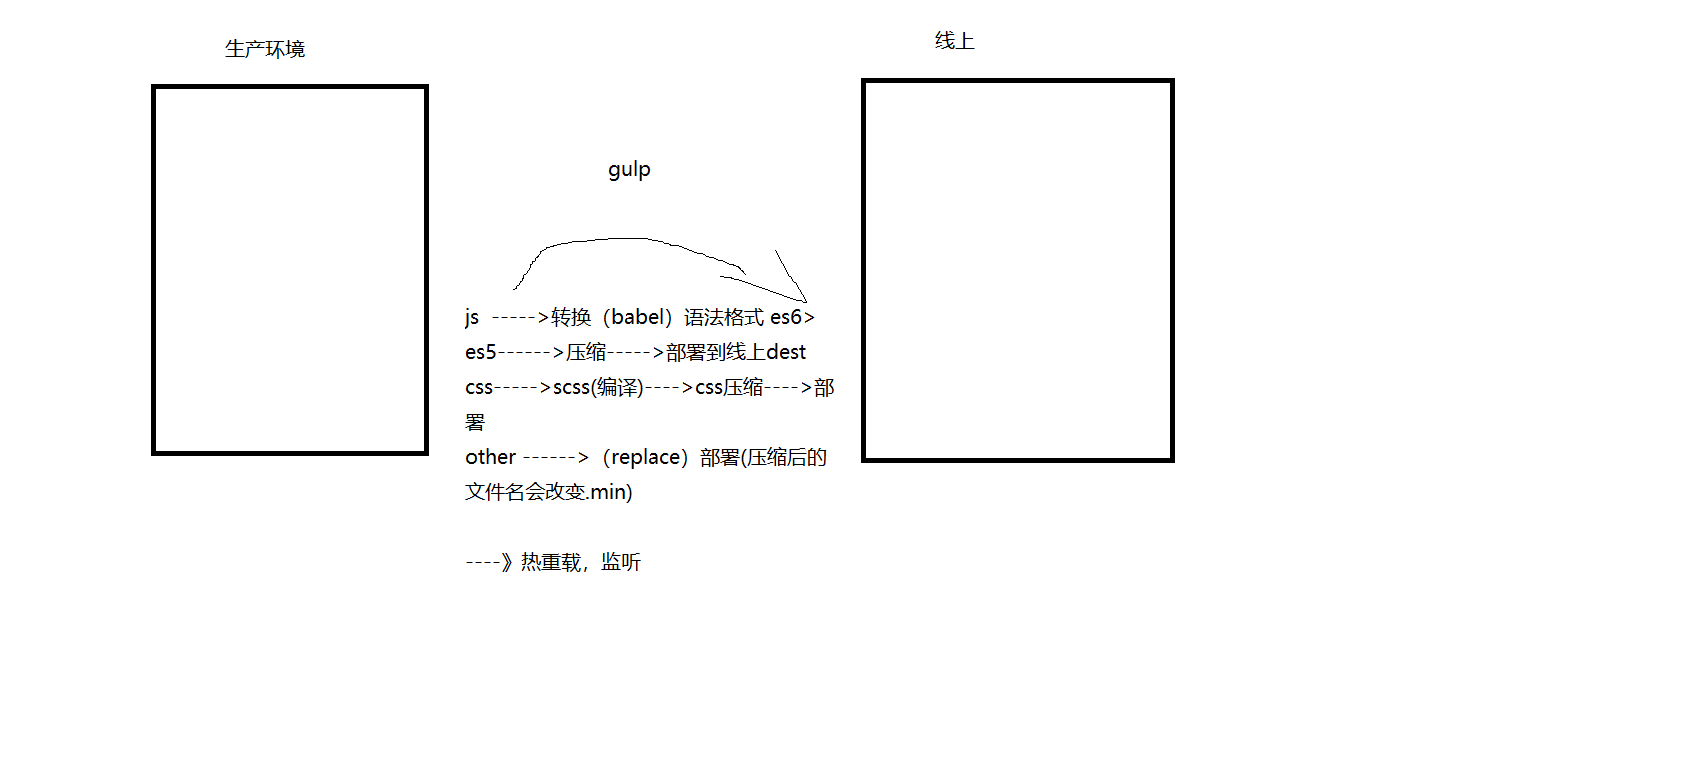 生产环境
线上
gulp
js  ----->转换（babel）语法格式 es6>
es5------>压缩----->部署到线上dest
css----->scss(编译)---->css压缩---->部
署
other ------>（replace）部署(压缩后的
文件名会改变.min)
----》热重载，监听